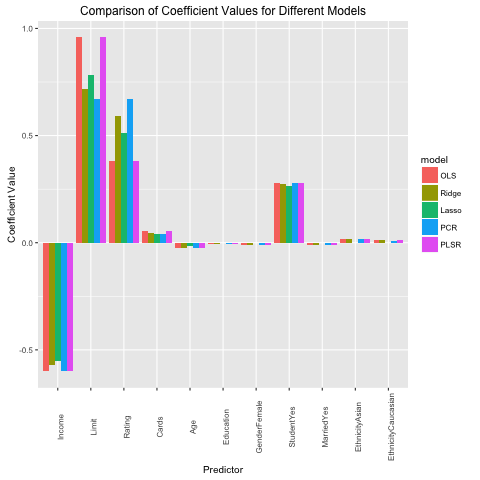 Comparison of Coefficient Values for Different Models
1.0
0.5
0.0
-0.5
Coefficient Value
Income
Limit
Rating
Cards
Age
Education
GenderFemale
StudentYes
MarriedYes
EthnicityAsian
EthnicityCaucasian
Predictor
model
OLS
Ridge
Lasso
PCR
PLSR